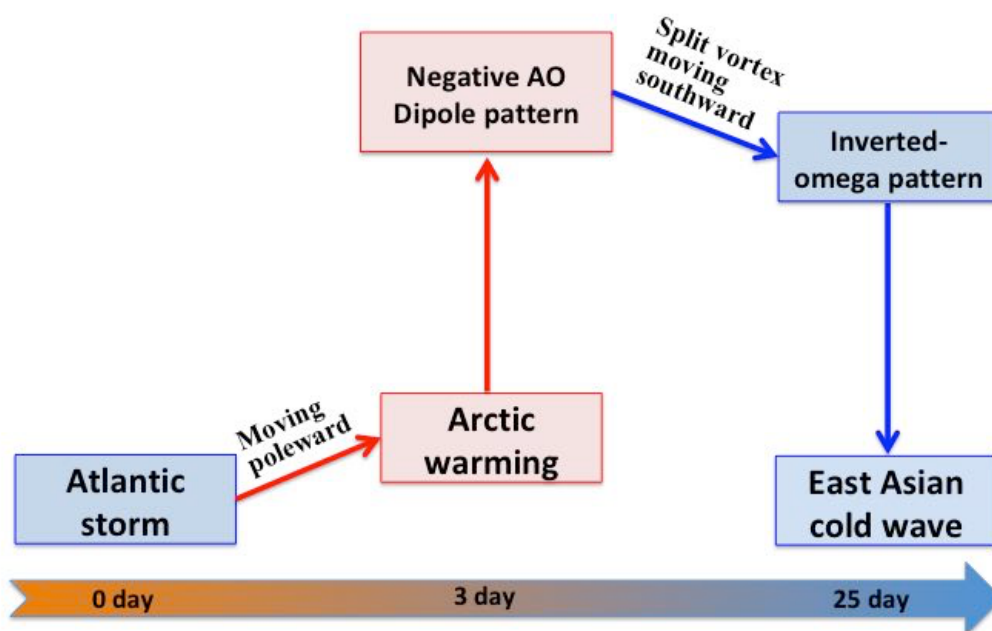 Negative AO
Dipole pattern
Split vortex
moving
southward
Inverted-
omega pattern
Moving
poleward
Arctic
warming
Atlantic
storm
East Asian
cold wave
0 day
3 day
25 day